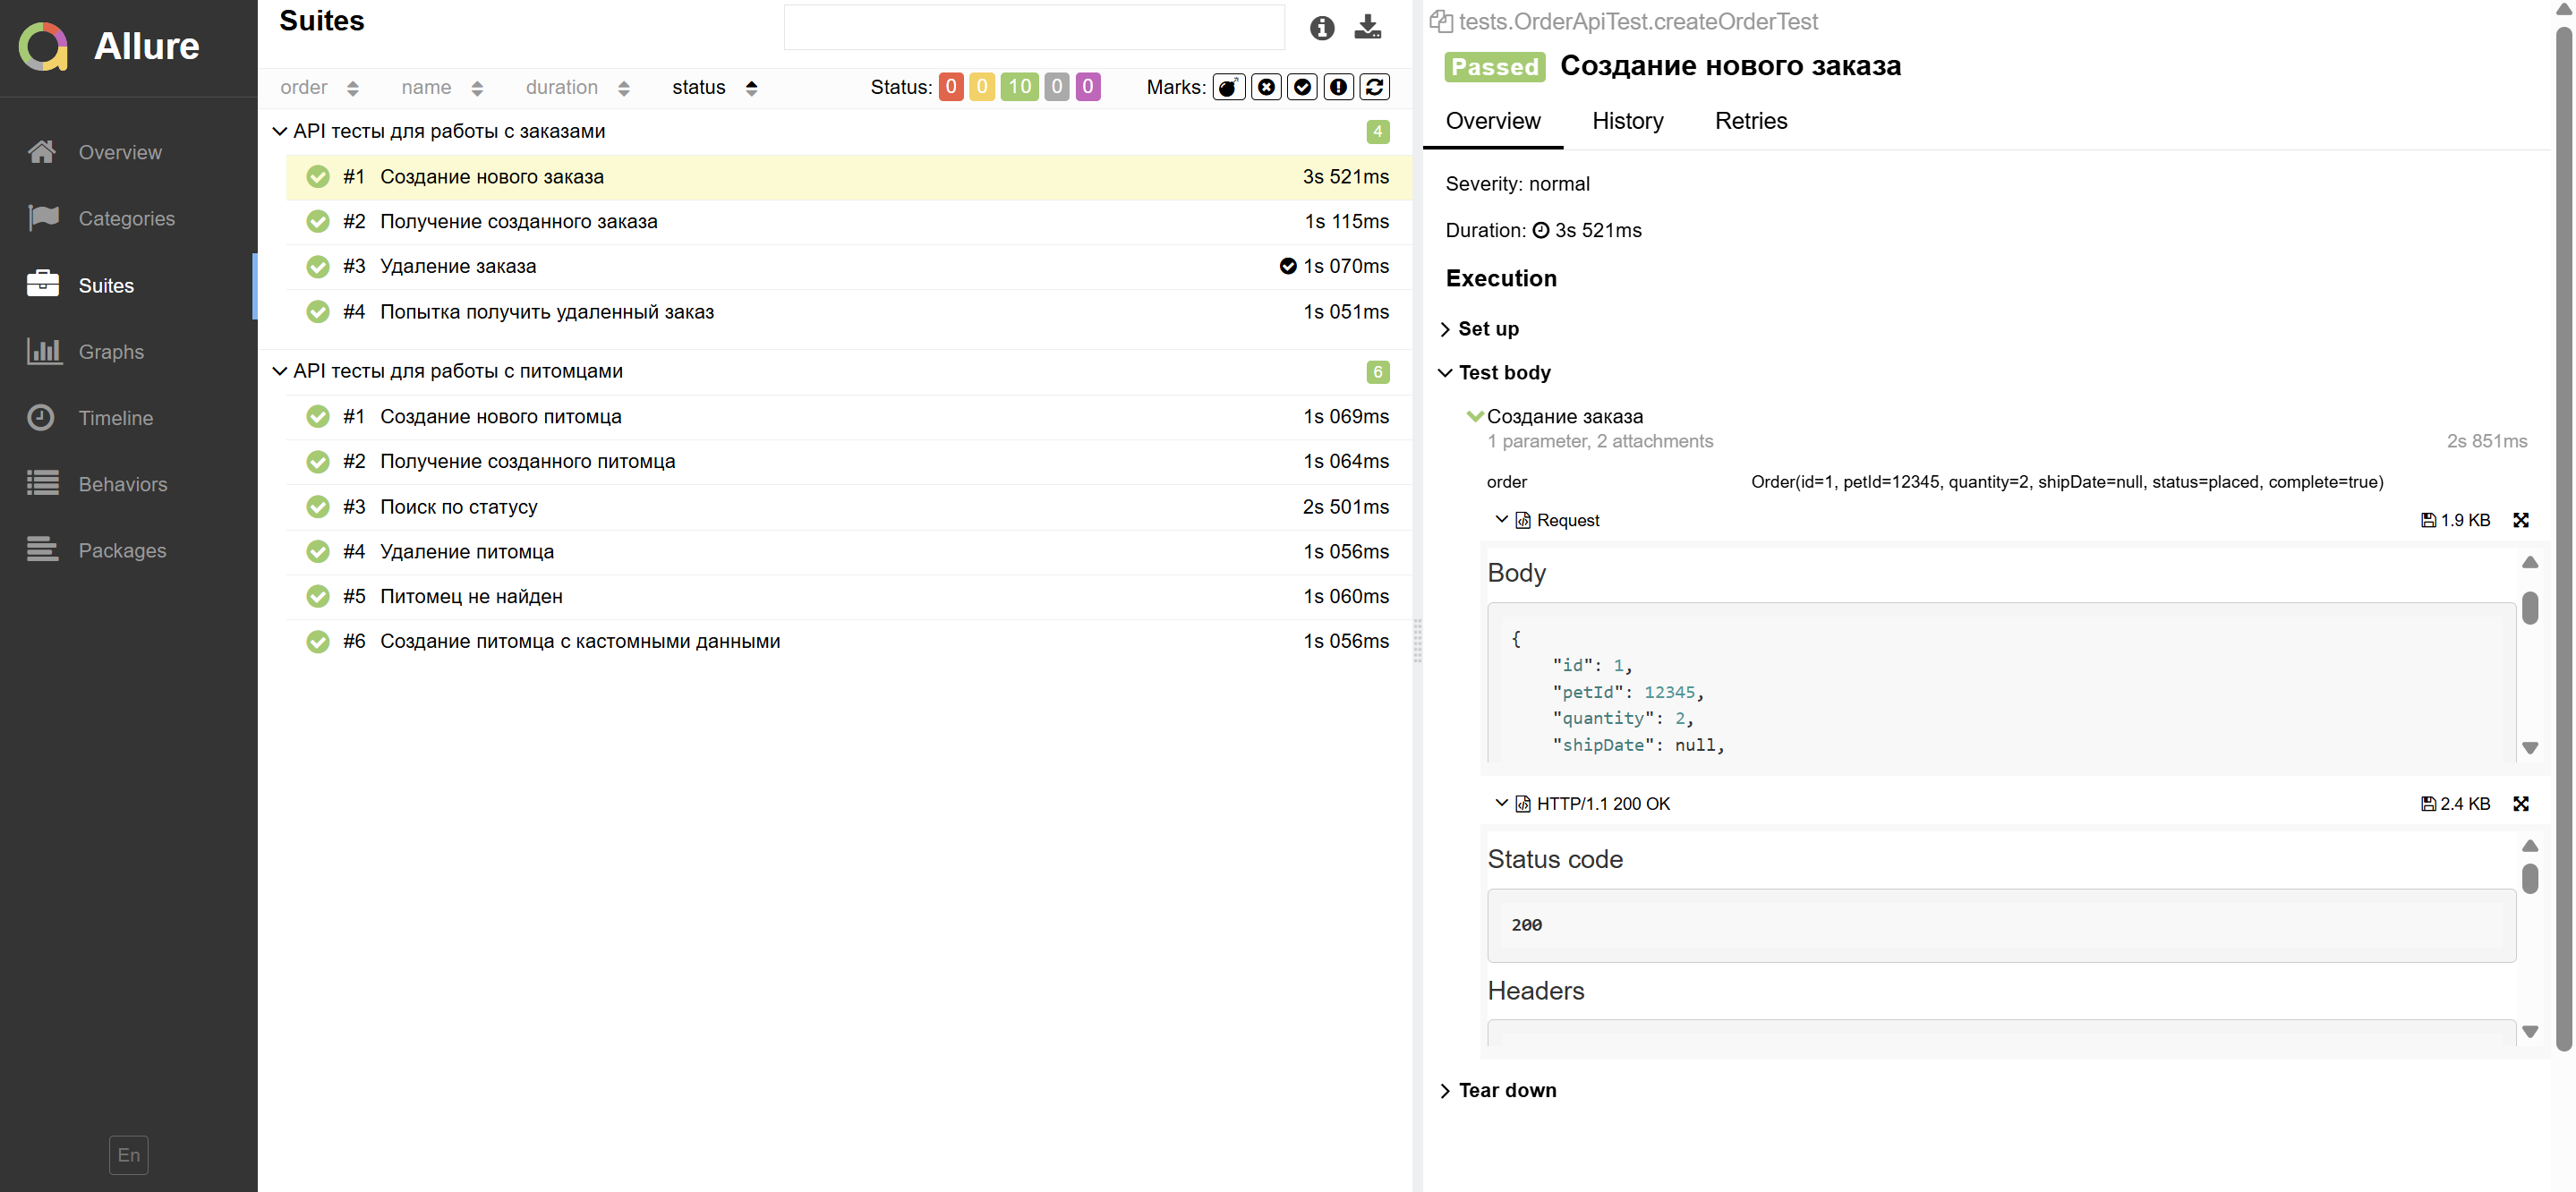 Allure
Overview
Categories
Suites
Graphs
Timeline
Behaviors
Packages
En
Suites
order name duration status Status: 0 0 10 0 0 Marks:
API тесты для работы с заказами 4
#1 Создание нового заказа 3s 521ms
#2 Получение созданного заказа 1s 115ms
#3 Удаление заказа 1s 070ms
#4 Попытка получить удаленный заказ 1s 051ms
API тесты для работы с питомцами 6
#1 Создание нового питомца 1s 069ms
#2 Получение созданного питомца 1s 064ms
#3 Поиск по статусу 2s 501ms
#4 Удаление питомца 1s 056ms
#5 Питомец не найден 1s 060ms
#6 Создание питомца с кастомными данными 1s 056ms
tests.OrderApiTest.createOrderTest
Passed Создание нового заказа
Overview History Retries
Severity: normal
Duration: 3s 521ms
Execution
Set up
Test body
Создание заказа
1 parameter, 2 attachments 2s 851ms
order Order(id=1, petId=12345, quantity=2, shipDate=null, status=placed, complete=true)
Request 1.9 KB
Body
{
"id": 1,
"petId": 12345,
"quantity": 2,
"shipDate": null,
HTTP/1.1 200 OK 2.4 KB
Status code
200
Headers
Tear down